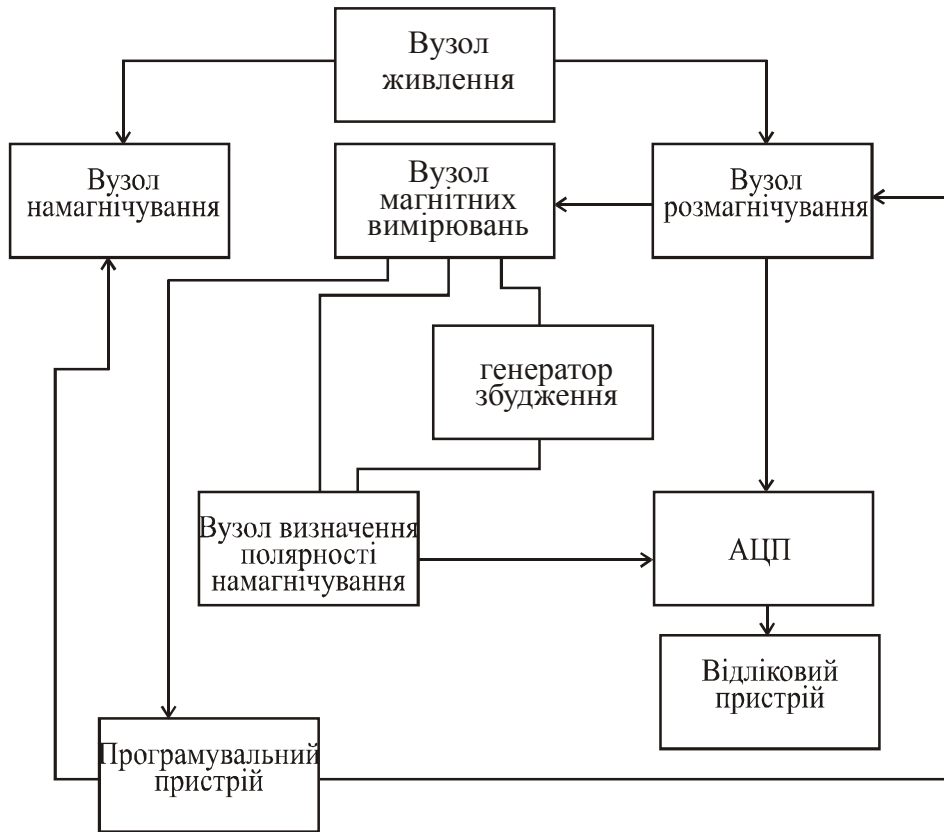 Вузол
живлення
Вузол
намагнічування
Вузол
магнітних
вимірювань
Вузол
розмагнічування
генератор
збудження
Вузол визначення
полярності
намагнічування
АЦП
Відліковий
пристрій
Програмувальний
пристрій